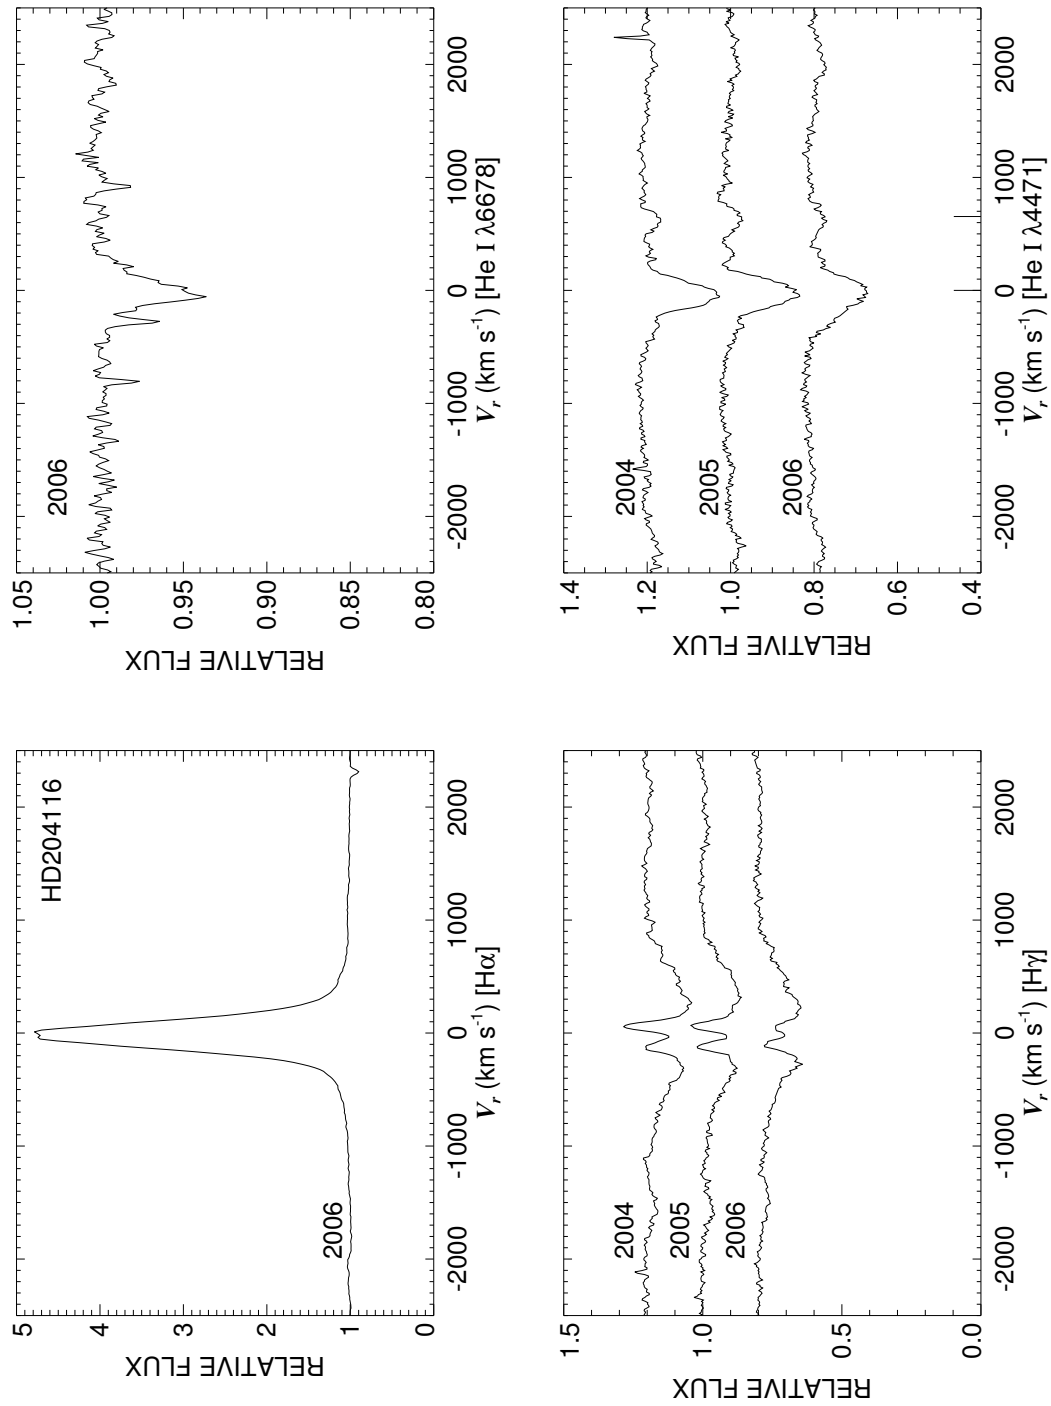 HD204116
5
4
3
2
1
0
RELATIVE FLUX
2006
-2000 -1000 0 1000 2000
Vr (km s-1) [Hα]
1.05
1.00
0.95
0.90
0.85
0.80
RELATIVE FLUX
2006
-2000 -1000 0 1000 2000
Vr (km s-1) [He I λ6678]
1.5
1.0
0.5
0.0
RELATIVE FLUX
2004
2005
2006
-2000 -1000 0 1000 2000
Vr (km s-1) [Hγ]
1.4
1.2
1.0
0.8
0.6
0.4
RELATIVE FLUX
2004
2005
2006
-2000 -1000 0 1000 2000
Vr (km s-1) [He I λ4471]